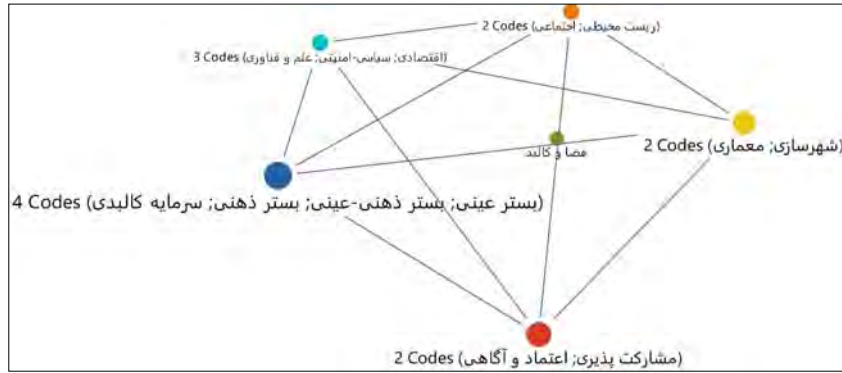 2 Codes (زیست محیطی; اجتماعی)
3 Codes (اقتصادی; سیاسی-امنیتی; علم و فناوری)
2 Codes (شهرسازی; معماری)
فضا و کالبد
4 Codes (بستر عینی; بستر ذهنی-عینی; بستر ذهنی; سرمایه کالبدی)
2 Codes (مشارکت پذیری; اعتماد و آگاهی)